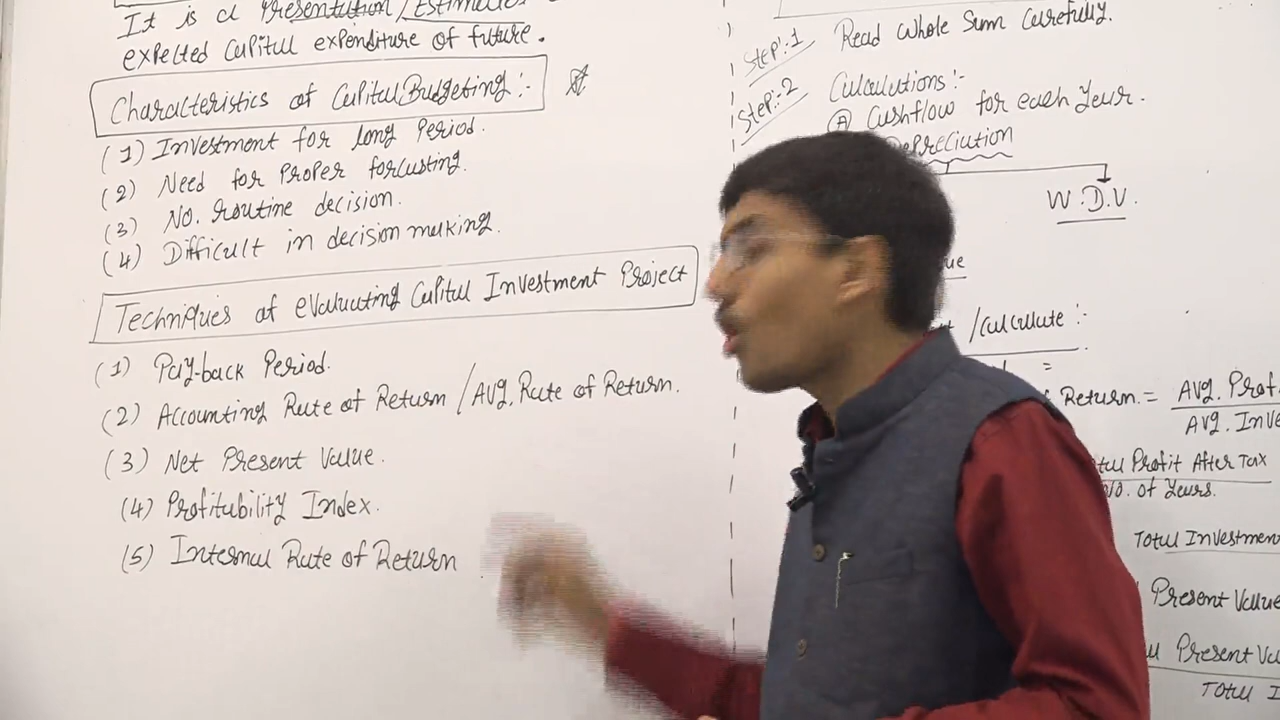 It is a Presentation / Estimated
expected capital expenditure of future.
Characteristics of Capital Budgeting:-
(1) Investment for long Period.
(2) Need for Proper forcasting.
(3) No. routine decision.
(4) Difficult in decision making.
Techniques of evaluating Capital Investment Project
(1) Pay-back Period.
(2) Accounting Rate of Return / Avg. Rate of Return.
(3) Net Present Value.
(4) Profitability Index.
(5) Internal Rate of Return
Step:-1 Read whole Sum Carefully.
Step:-2 Calculations:-
(A) Cashflow for each Year.
Depreciation
W.D.V.
/Calculate:-
=
Return. = Avg. Prof
Avg. Inve
Profit After Tax
No. of Years.
Total Investment
Present Value
Present Va
Total I